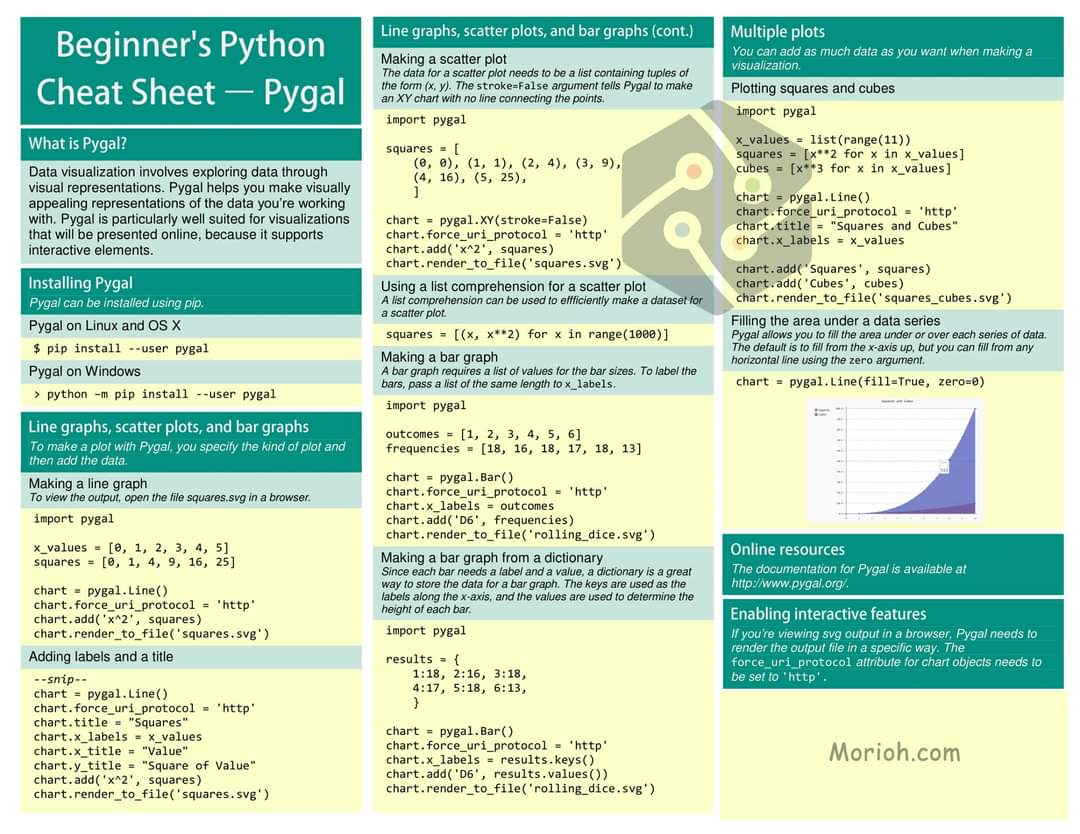 Beginner's Python
Cheat Sheet — Pygal
What is Pygal?
Data visualization involves exploring data through
visual representations. Pygal helps you make visually
appealing representations of the data you're working
with. Pygal is particularly well suited for visualizations
that will be presented online, because it supports
interactive elements.
Installing Pygal
Pygal can be installed using pip.
Pygal on Linux and OS X
$ pip install --user pygal
Pygal on Windows
> python –m pip install --user pygal
Line graphs, scatter plots, and bar graphs
To make a plot with Pygal, you specify the kind of plot and
then add the data.
Making a line graph
To view the output, open the file squares.svg in a browser.
import pygal
x_values = [0, 1, 2, 3, 4, 5]
squares = [0, 1, 4, 9, 16, 25]
chart = pygal.Line()
chart.force_uri_protocol = 'http'
chart.add('x^2', squares)
chart.render_to_file('squares.svg')
Adding labels and a title
--snip--
chart = pygal.Line()
chart.force_uri_protocol = 'http'
chart.title = "Squares"
chart.x_labels = x_values
chart.x_title = "Value"
chart.y_title = "Square of Value"
chart.add('x^2', squares)
chart.render_to_file('squares.svg')
Line graphs, scatter plots, and bar graphs (cont.)
Making a scatter plot
The data for a scatter plot needs to be a list containing tuples of
the form (x, y). The stroke=False argument tells Pygal to make
an XY chart with no line connecting the points.
import pygal
squares = [
(0, 0), (1, 1), (2, 4), (3, 9),
(4, 16), (5, 25),
]
chart = pygal.XY(stroke=False)
chart.force_uri_protocol = 'http'
chart.add('x^2', squares)
chart.render_to_file('squares.svg')
Using a list comprehension for a scatter plot
A list comprehension can be used to effficiently make a dataset for
a scatter plot.
squares = [(x, x**2) for x in range(1000)]
Making a bar graph
A bar graph requires a list of values for the bar sizes. To label the
bars, pass a list of the same length to x_labels.
import pygal
outcomes = [1, 2, 3, 4, 5, 6]
frequencies = [18, 16, 18, 17, 18, 13]
chart = pygal.Bar()
chart.force_uri_protocol = 'http'
chart.x_labels = outcomes
chart.add('D6', frequencies)
chart.render_to_file('rolling_dice.svg')
Making a bar graph from a dictionary
Since each bar needs a label and a value, a dictionary is a great
way to store the data for a bar graph. The keys are used as the
labels along the x-axis, and the values are used to determine the
height of each bar.
import pygal
results = {
1:18, 2:16, 3:18,
4:17, 5:18, 6:13,
}
chart = pygal.Bar()
chart.force_uri_protocol = 'http'
chart.x_labels = results.keys()
chart.add('D6', results.values())
chart.render_to_file('rolling_dice.svg')
Multiple plots
You can add as much data as you want when making a
visualization.
Plotting squares and cubes
import pygal
x_values = list(range(11))
squares = [x**2 for x in x_values]
cubes = [x**3 for x in x_values]
chart = pygal.Line()
chart.force_uri_protocol = 'http'
chart.title = "Squares and Cubes"
chart.x_labels = x_values
chart.add('Squares', squares)
chart.add('Cubes', cubes)
chart.render_to_file('squares_cubes.svg')
Filling the area under a data series
Pygal allows you to fill the area under or over each series of data.
The default is to fill from the x-axis up, but you can fill from any
horizontal line using the zero argument.
chart = pygal.Line(fill=True, zero=0)
Squares and Cubes
Online resources
The documentation for Pygal is available at
http://www.pygal.org/.
Enabling interactive features
If you're viewing svg output in a browser, Pygal needs to
render the output file in a specific way. The
force_uri_protocol attribute for chart objects needs to
be set to 'http'.
Morioh.com